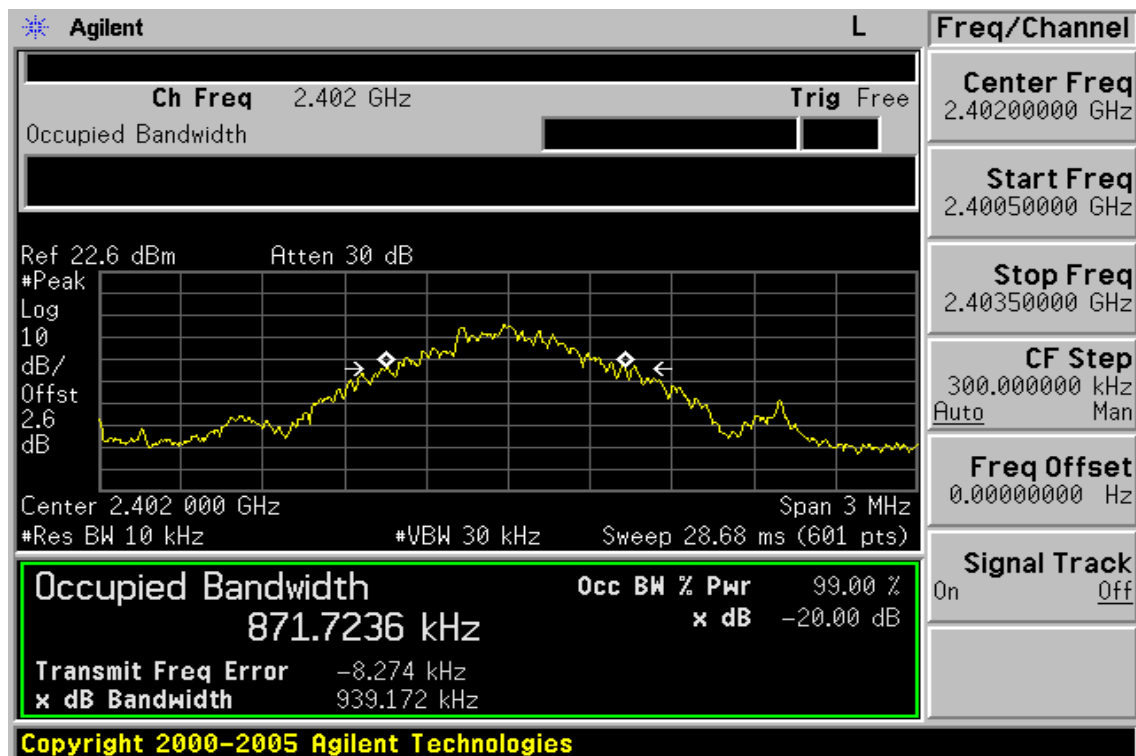 Agilent L
Freq/Channel
Ch Freq 2.402 GHz Trig Free
Occupied Bandwidth
Center Freq
2.40200000 GHz
Start Freq
2.40050000 GHz
Stop Freq
2.40350000 GHz
CF Step
300.000000 kHz
Auto Man
Freq Offset
0.00000000 Hz
Signal Track
On Off
Ref 22.6 dBm Atten 30 dB
#Peak
Log
10
dB/
Offst
2.6
dB
Center 2.402 000 GHz Span 3 MHz
#Res BW 10 kHz #VBW 30 kHz Sweep 28.68 ms (601 pts)
Occupied Bandwidth Occ BW % Pwr 99.00 %
871.7236 kHz x dB -20.00 dB
Transmit Freq Error -8.274 kHz
x dB Bandwidth 939.172 kHz
Copyright 2000-2005 Agilent Technologies